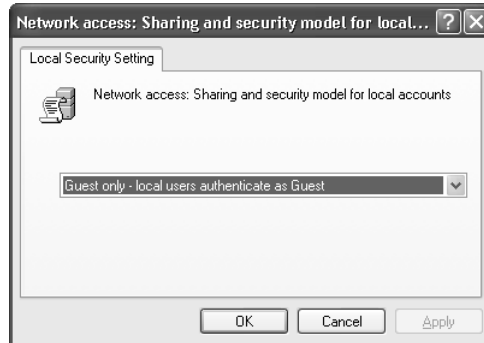 Network access: Sharing and security model for local...
Local Security Setting
Network access: Sharing and security model for local accounts
Guest only - local users authenticate as Guest
OK Cancel Apply